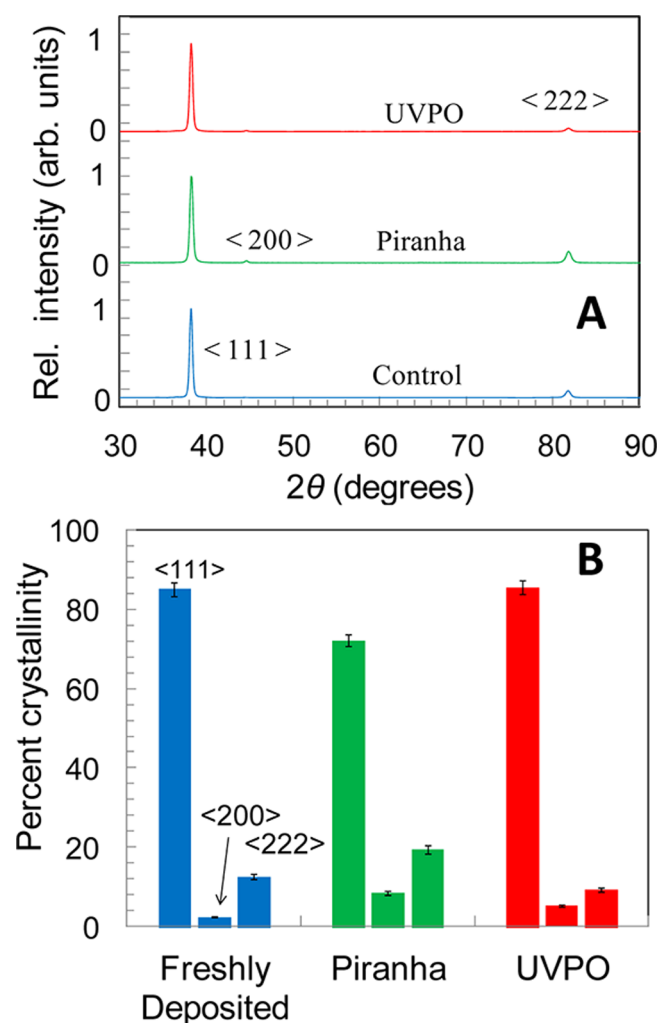 Rel. intensity (arb. units)
1
0
UVPO
<222>
1
0
<200>
Piranha
1
0
<111>
Control
A
30 40 50 60 70 80 90
2θ (degrees)
Percent crystallinity
100
80
60
40
20
0
B
<111>
<200>
<222>
Freshly
Deposited
Piranha
UVPO